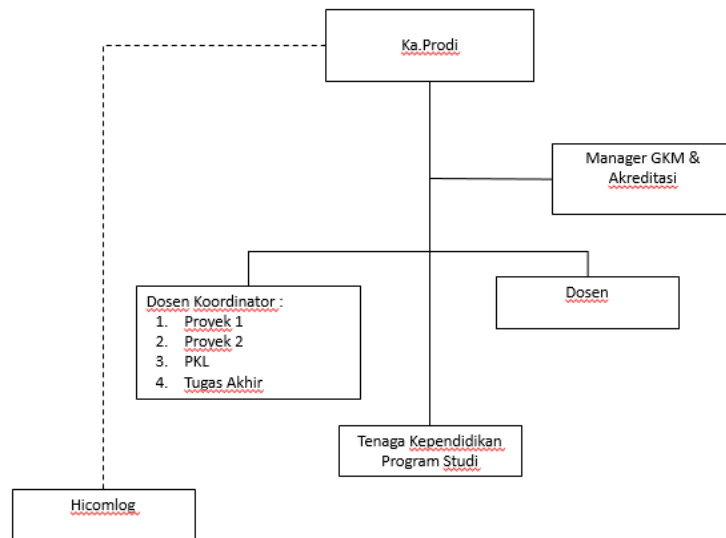 Ka.Prodi
Manager GKM &
Akreditasi
Dosen Koordinator :
1. Proyek 1
2. Proyek 2
3. PKL
4. Tugas Akhir
Dosen
Tenaga Kependidikan
Program Studi
Hicomlog